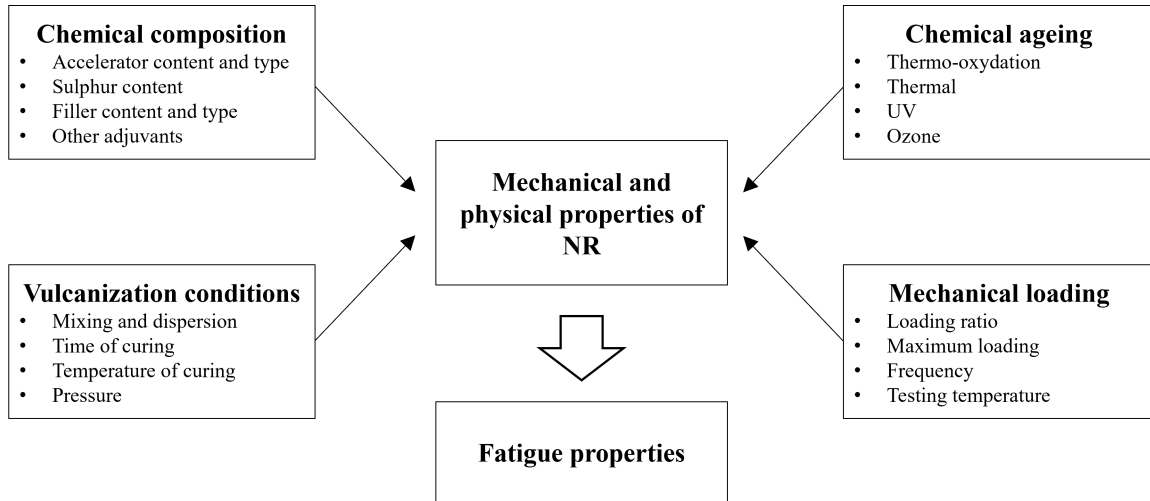 Chemical composition
• Accelerator content and type
• Sulphur content
• Filler content and type
• Other adjuvants
Chemical ageing
• Thermo-oxydation
• Thermal
• UV
• Ozone
Mechanical and
physical properties of
NR
Vulcanization conditions
• Mixing and dispersion
• Time of curing
• Temperature of curing
• Pressure
Mechanical loading
• Loading ratio
• Maximum loading
• Frequency
• Testing temperature
Fatigue properties